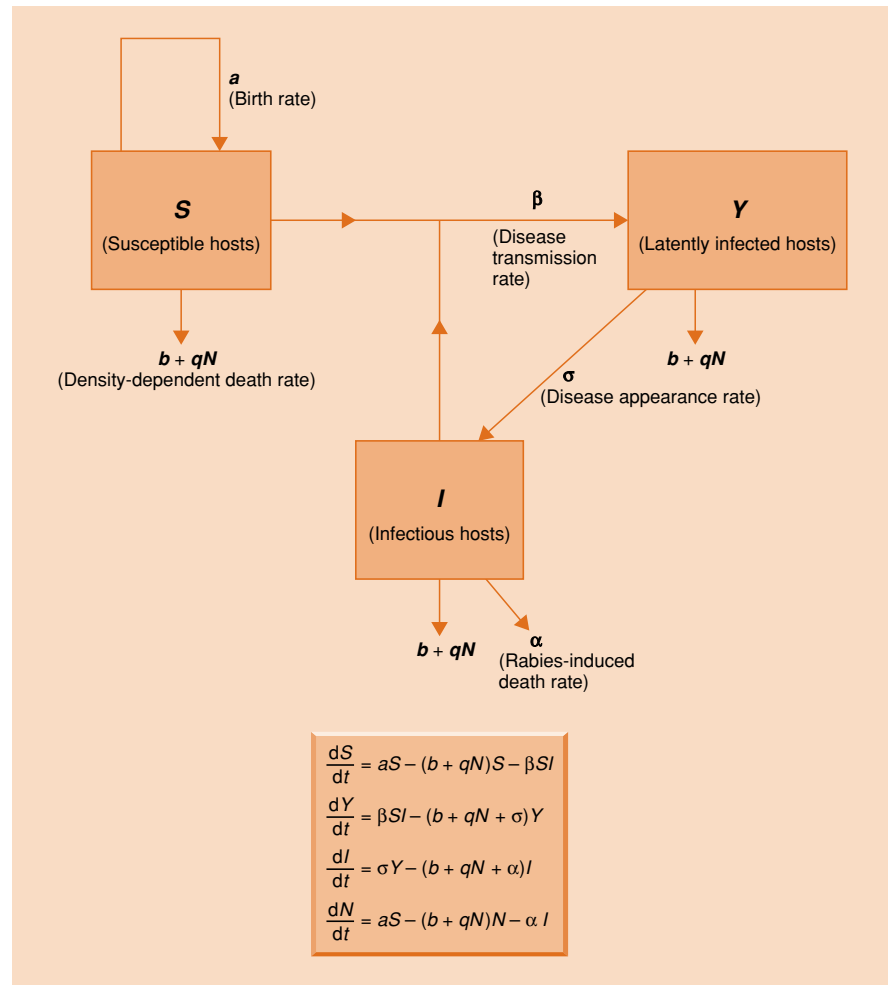 a
(Birth rate)
S
(Susceptible hosts)
β
(Disease
transmission
rate)
Y
(Latently infected hosts)
b + qN
(Density-dependent death rate)
b + qN
σ
(Disease appearance rate)
I
(Infectious hosts)
b + qN
α
(Rabies-induced
death rate)
dS/dt = aS – (b + qN)S – βSI
dY/dt = βSI – (b + qN + σ)Y
dI/dt = σY – (b + qN + α)I
dN/dt = aS – (b + qN)N – α I